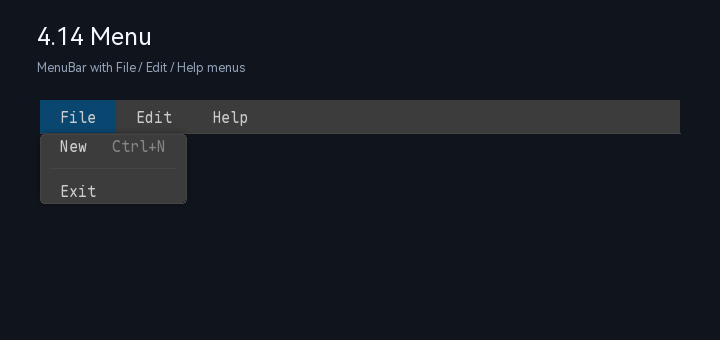 4.14 Menu
MenuBar with File / Edit / Help menus
File Edit Help
New Ctrl+N
Exit